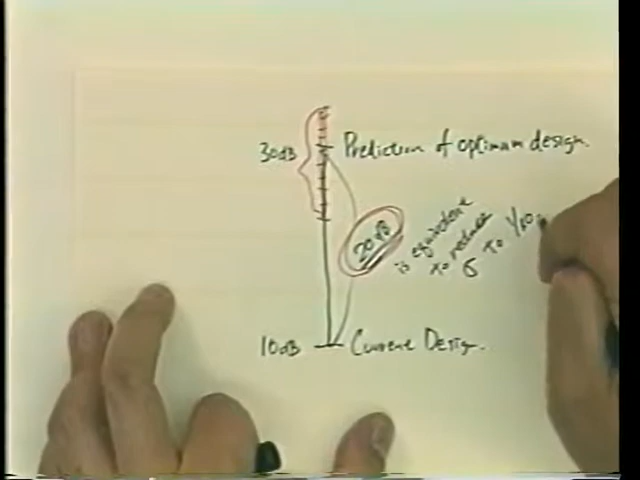 30dB Prediction of optimum design.
20dB
is equivalent
to reduce
σ to
10dB Current Design.